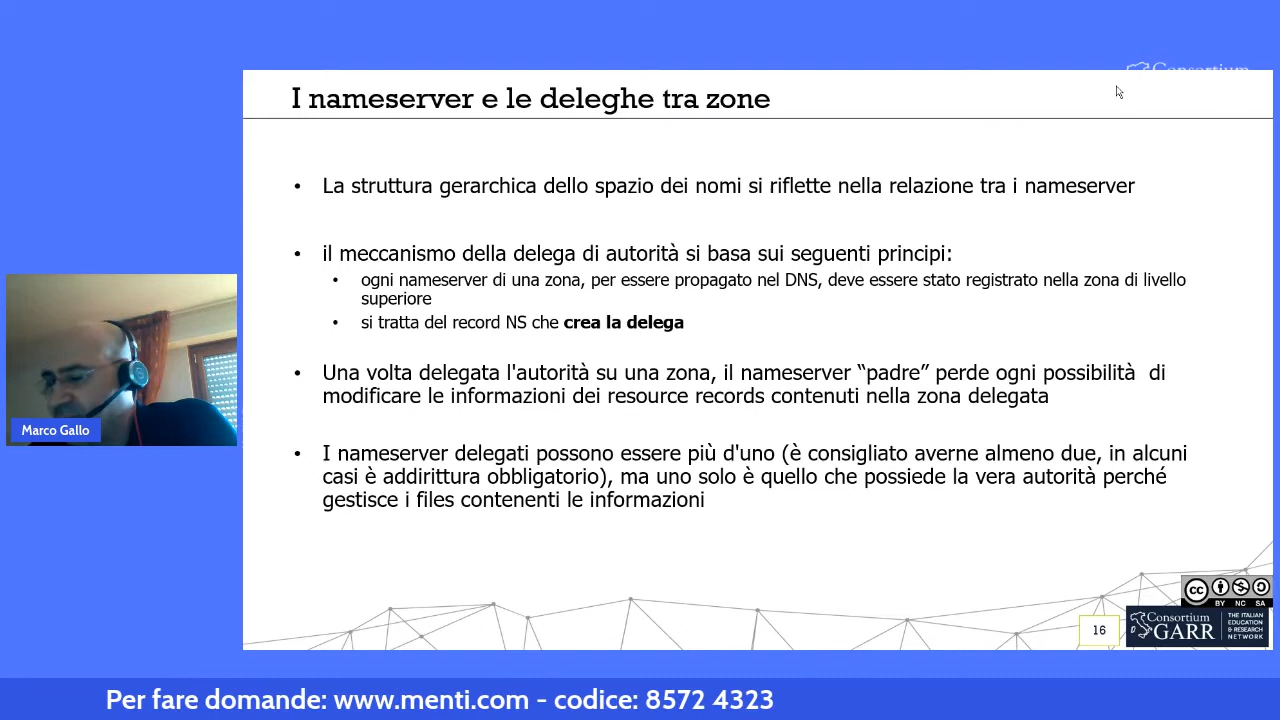 Consortium
I nameserver e le deleghe tra zone
• La struttura gerarchica dello spazio dei nomi si riflette nella relazione tra i nameserver
• il meccanismo della delega di autorità si basa sui seguenti principi:
• ogni nameserver di una zona, per essere propagato nel DNS, deve essere stato registrato nella zona di livello
superiore
• si tratta del record NS che crea la delega
• Una volta delegata l'autorità su una zona, il nameserver “padre” perde ogni possibilità di
modificare le informazioni dei resource records contenuti nella zona delegata
• I nameserver delegati possono essere più d'uno (è consigliato averne almeno due, in alcuni
casi è addirittura obbligatorio), ma uno solo è quello che possiede la vera autorità perché
gestisce i files contenenti le informazioni
Marco Gallo
cc
BY NC SA
16
Consortium
GARR
THE ITALIAN
EDUCATION
& RESEARCH
NETWORK
Per fare domande: www.menti.com - codice: 8572 4323